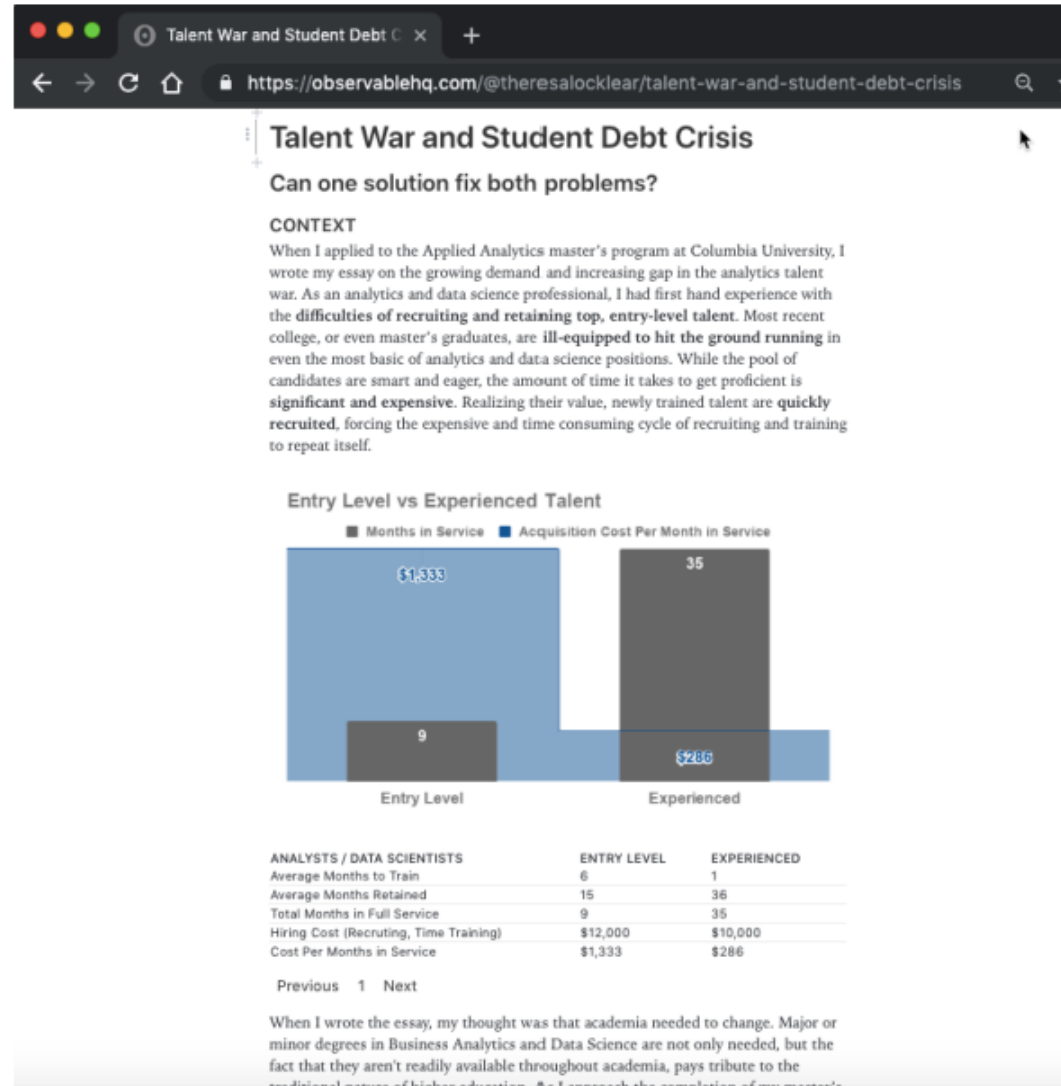 Talent War and Student Debt C
https://observablehq.com/@theresalocklear/talent-war-and-student-debt-crisis
Talent War and Student Debt Crisis
Can one solution fix both problems?
CONTEXT
When I applied to the Applied Analytics master's program at Columbia University, I
wrote my essay on the growing demand and increasing gap in the analytics talent
war. As an analytics and data science professional, I had first hand experience with
the difficulties of recruiting and retaining top, entry-level talent. Most recent
college, or even master's graduates, are ill-equipped to hit the ground running in
even the most basic of analytics and data science positions. While the pool of
candidates are smart and eager, the amount of time it takes to get proficient is
significant and expensive. Realizing their value, newly trained talent are quickly
recruited, forcing the expensive and time consuming cycle of recruiting and training
to repeat itself.
Entry Level vs Experienced Talent
Months in Service Acquisition Cost Per Month in Service
$1,333
35
9
$286
Entry Level Experienced
ANALYSTS / DATA SCIENTISTS ENTRY LEVEL EXPERIENCED
Average Months to Train 6 1
Average Months Retained 15 36
Total Months in Full Service 9 35
Hiring Cost (Recruting, Time Training) $12,000 $10,000
Cost Per Months in Service $1,333 $286
Previous 1 Next
When I wrote the essay, my thought was that academia needed to change. Major or
minor degrees in Business Analytics and Data Science are not only needed, but the
fact that they aren't readily available throughout academia, pays tribute to the
traditional nature of higher education. As I approach the completion of my master's